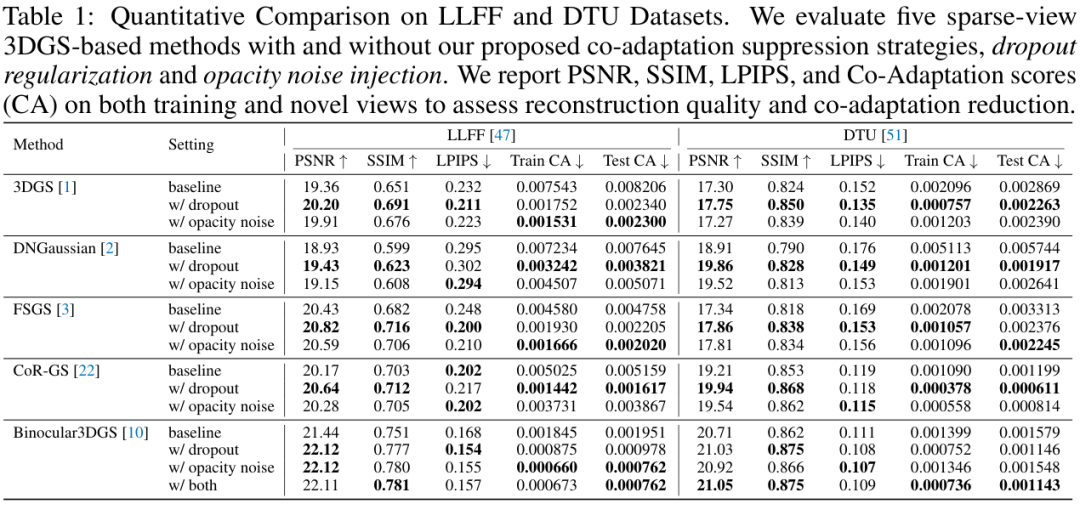 Table 1: Quantitative Comparison on LLFF and DTU Datasets. We evaluate five sparse-view
3DGS-based methods with and without our proposed co-adaptation suppression strategies, dropout
regularization and opacity noise injection. We report PSNR, SSIM, LPIPS, and Co-Adaptation scores
(CA) on both training and novel views to assess reconstruction quality and co-adaptation reduction.
Method Setting LLFF [47] DTU [51]
PSNR ↑ SSIM ↑ LPIPS ↓ Train CA ↓ Test CA ↓ PSNR ↑ SSIM ↑ LPIPS ↓ Train CA ↓ Test CA ↓
3DGS [1] baseline 19.36 0.651 0.232 0.007543 0.008206 17.30 0.824 0.152 0.002096 0.002869
w/ dropout 20.20 0.691 0.211 0.001752 0.002340 17.75 0.850 0.135 0.000757 0.002263
w/ opacity noise 19.91 0.676 0.223 0.001531 0.002300 17.27 0.839 0.140 0.001203 0.002390
DNGaussian [2] baseline 18.93 0.599 0.295 0.007234 0.007645 18.91 0.790 0.176 0.005113 0.005744
w/ dropout 19.43 0.623 0.302 0.003242 0.003821 19.86 0.828 0.149 0.001201 0.001917
w/ opacity noise 19.15 0.608 0.294 0.004507 0.005071 19.52 0.813 0.153 0.001901 0.002641
FSGS [3] baseline 20.43 0.682 0.248 0.004580 0.004758 17.34 0.818 0.169 0.002078 0.003313
w/ dropout 20.82 0.716 0.200 0.001930 0.002205 17.86 0.838 0.153 0.001057 0.002376
w/ opacity noise 20.59 0.706 0.210 0.001666 0.002020 17.81 0.834 0.156 0.001096 0.002245
CoR-GS [22] baseline 20.17 0.703 0.202 0.005025 0.005159 19.21 0.853 0.119 0.001090 0.001199
w/ dropout 20.64 0.712 0.217 0.001442 0.001617 19.94 0.868 0.118 0.000378 0.000611
w/ opacity noise 20.28 0.705 0.202 0.003731 0.003867 19.54 0.862 0.115 0.000558 0.000814
Binocular3DGS [10] baseline 21.44 0.751 0.168 0.001845 0.001951 20.71 0.862 0.111 0.001399 0.001579
w/ dropout 22.12 0.777 0.154 0.000875 0.000978 21.03 0.875 0.108 0.000752 0.001146
w/ opacity noise 22.12 0.780 0.155 0.000660 0.000762 20.92 0.866 0.107 0.001346 0.001548
w/ both 22.11 0.781 0.157 0.000673 0.000762 21.05 0.875 0.109 0.000736 0.001143